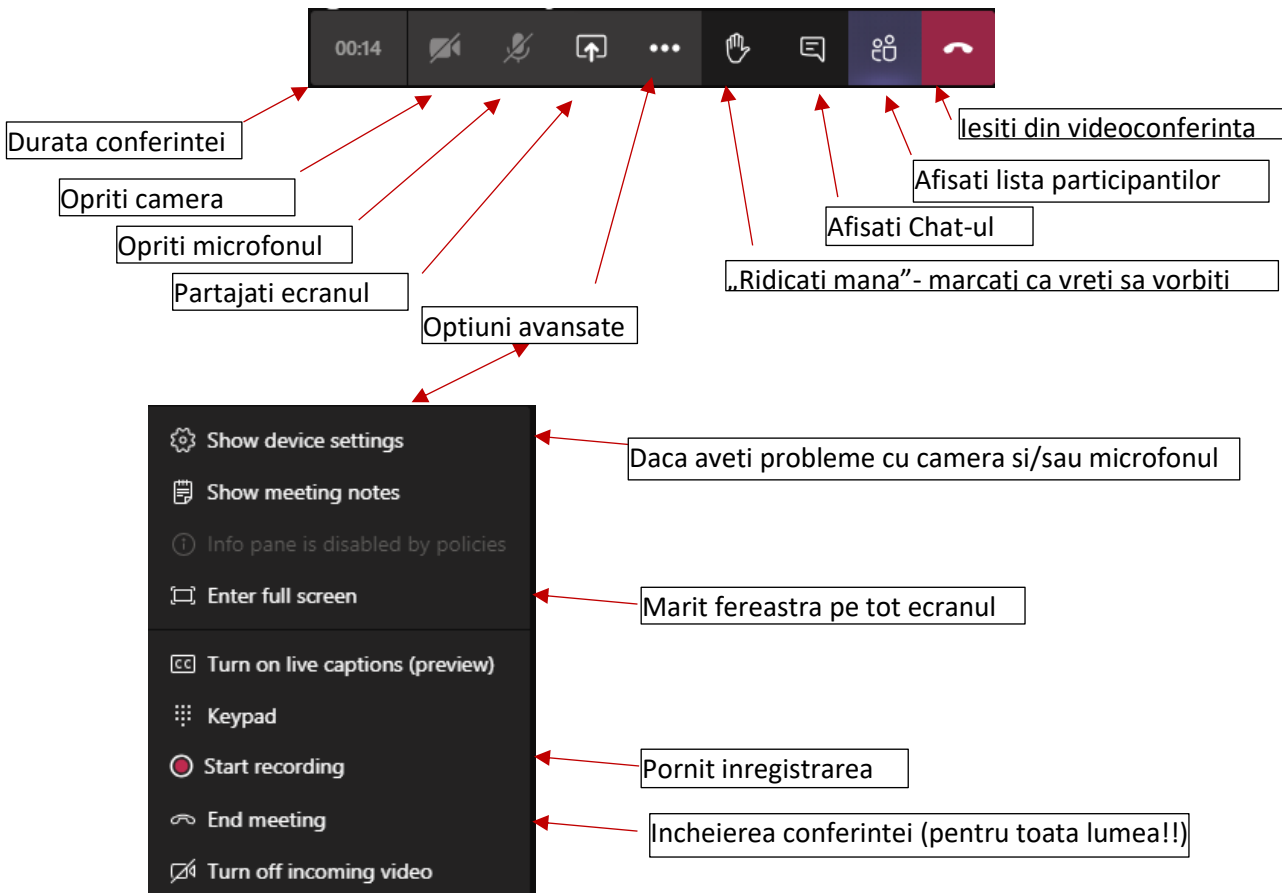 00:14
Durata conferintei
Iesiti din videoconferinta
Afisati lista participantilor
Opriti camera
Afisati Chat-ul
Opriti microfonul
Partajati ecranul
„Ridicati mana”- marcati ca vreti sa vorbiti
Optiuni avansate
Show device settings
Daca aveti probleme cu camera si/sau microfonul
Show meeting notes
Info pane is disabled by policies
Enter full screen
Marit fereastra pe tot ecranul
CC Turn on live captions (preview)
Keypad
Start recording
Pornit inregistrarea
End meeting
Incheierea conferintei (pentru toata lumea!!)
Turn off incoming video